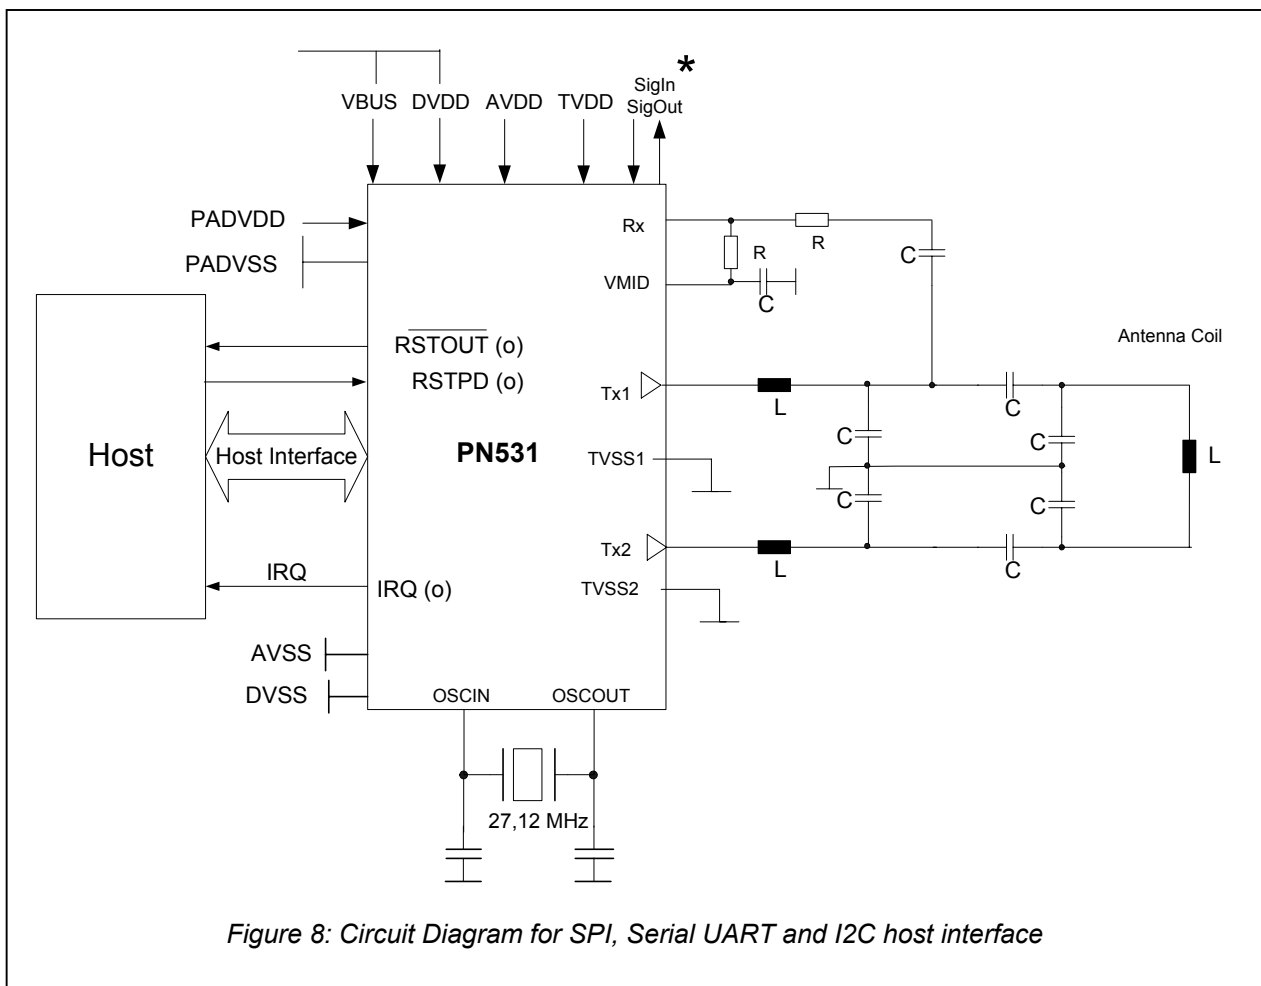 *
SigIn
VBUS DVDD AVDD TVDD SigOut
PADVDD
Rx
R
R
C
PADVSS
VMID
C
Antenna Coil
RSTOUT (o)
RSTPD (o)
Tx1
L
C
C
C
Host
Host Interface
PN531
TVSS1
L
C
C
Tx2
L
C
IRQ
IRQ (o)
TVSS2
AVSS
DVSS
OSCIN OSCOUT
27,12 MHz
Figure 8: Circuit Diagram for SPI, Serial UART and I2C host interface